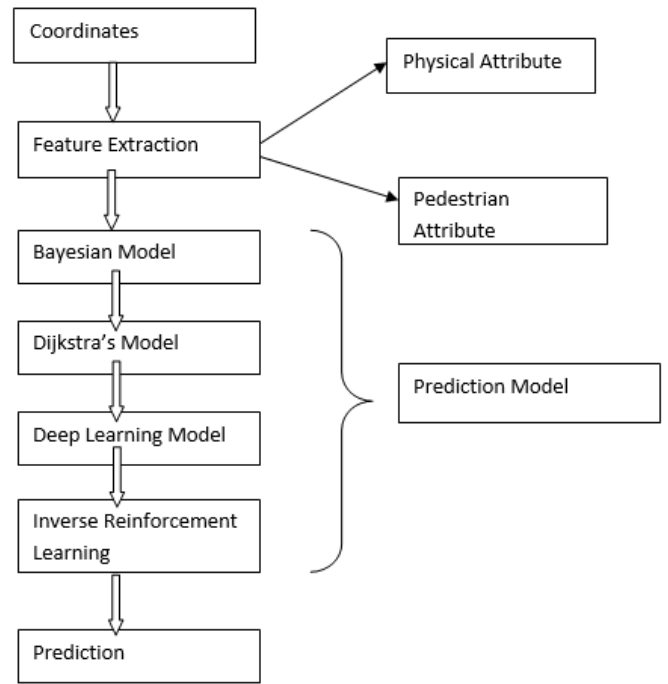 Coordinates
Physical Attribute
Feature Extraction
Pedestrian
Attribute
Bayesian Model
Dijkstra's Model
Prediction Model
Deep Learning Model
Inverse Reinforcement
Learning
Prediction